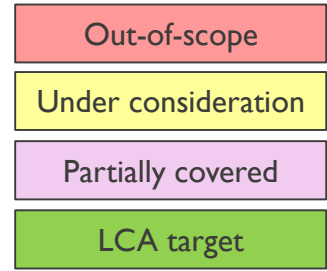 Out-of-scope
Under consideration
Partially covered
LCA target